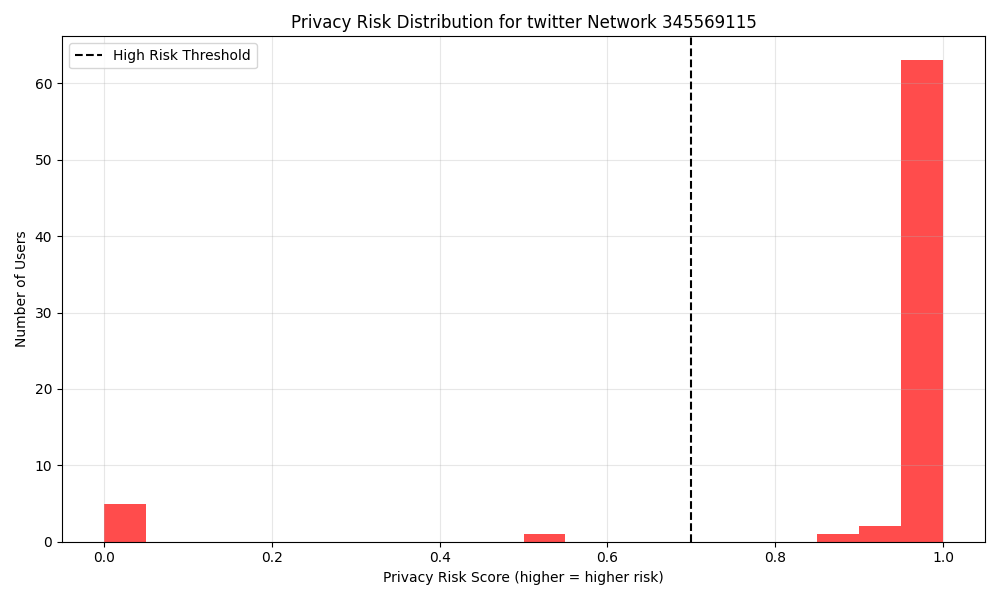 Privacy Risk Distribution for twitter Network 345569115
High Risk Threshold
Number of Users
60
50
40
30
20
10
0
0.0 0.2 0.4 0.6 0.8 1.0
Privacy Risk Score (higher = higher risk)